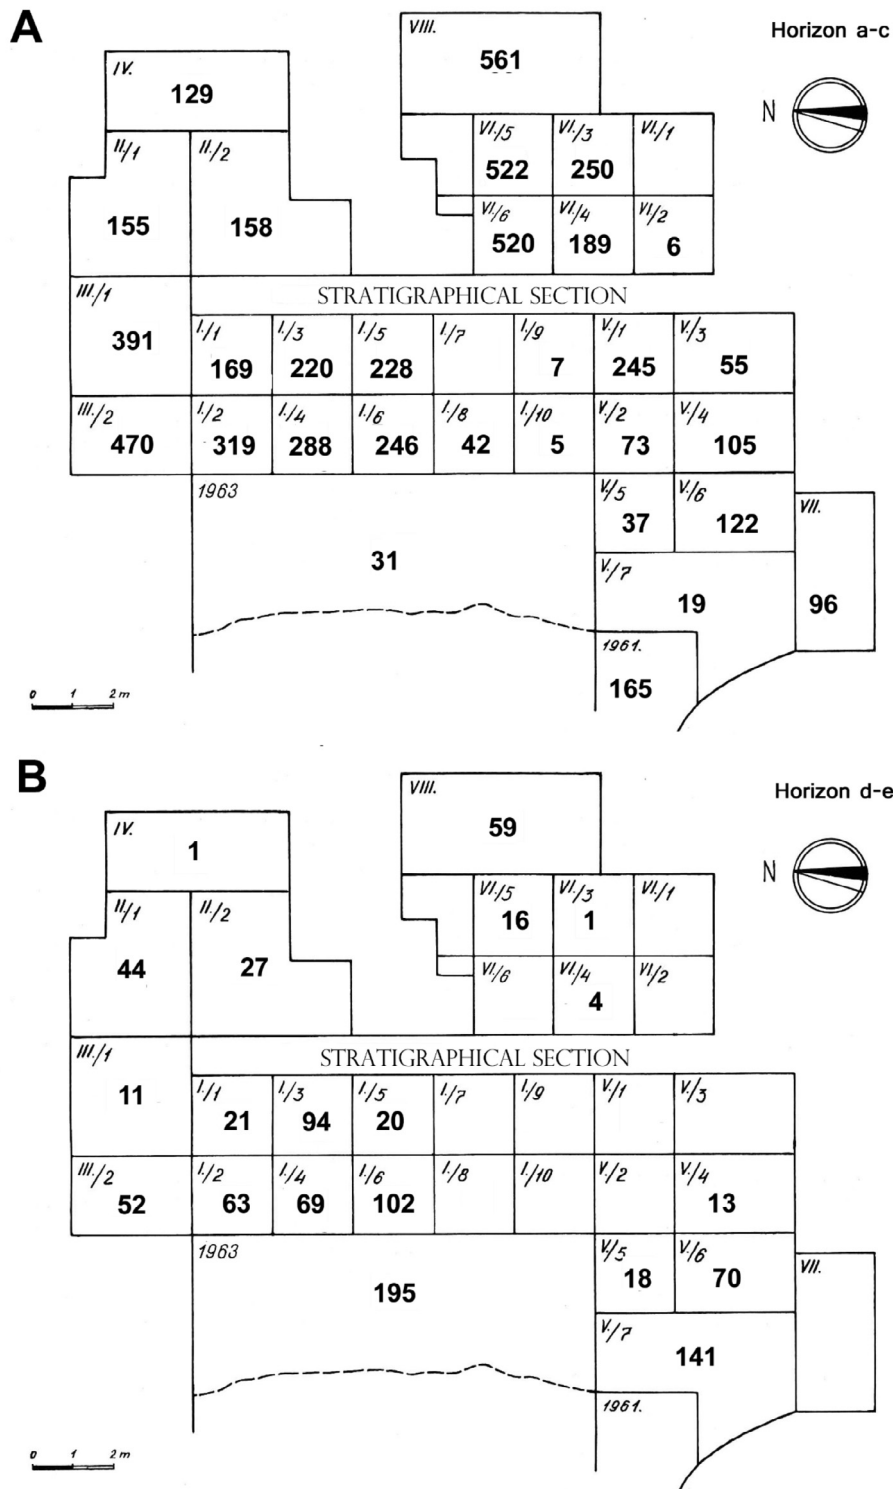 A
Horizon a-c
N
VIII.
561
IV.
129
II./1
II./2
155
158
VI./5
VI./3
VI./1
522
250
VI./6
VI./4
VI/2
520
189
6
STRATIGRAPHICAL SECTION
III./1
391
I./1
I./3
I./5
I./7
I./9
V./1
V./3
169
220
228
7
245
55
III./2
I./2
I./4
I./6
I./8
I./10
V./2
V./4
470
319
288
246
42
5
73
105
1963
V./5
V./6
VII.
37
122
31
V./7
19
96
1961.
165
0 1 2 m
B
Horizon d-e
N
VIII.
59
IV.
1
II./1
II./2
44
27
VI./5
VI./3
VI./1
16
1
VI./6
VI./4
VI./2
4
STRATIGRAPHICAL SECTION
III./1
11
I./1
I./3
I./5
I./7
I./9
V./1
V./3
21
94
20
III./2
I./2
I./4
I./6
I./8
I./10
V./2
V./4
52
63
69
102
13
1963
V./5
V./6
VII.
18
70
195
V./7
141
1961.
0 1 2 m